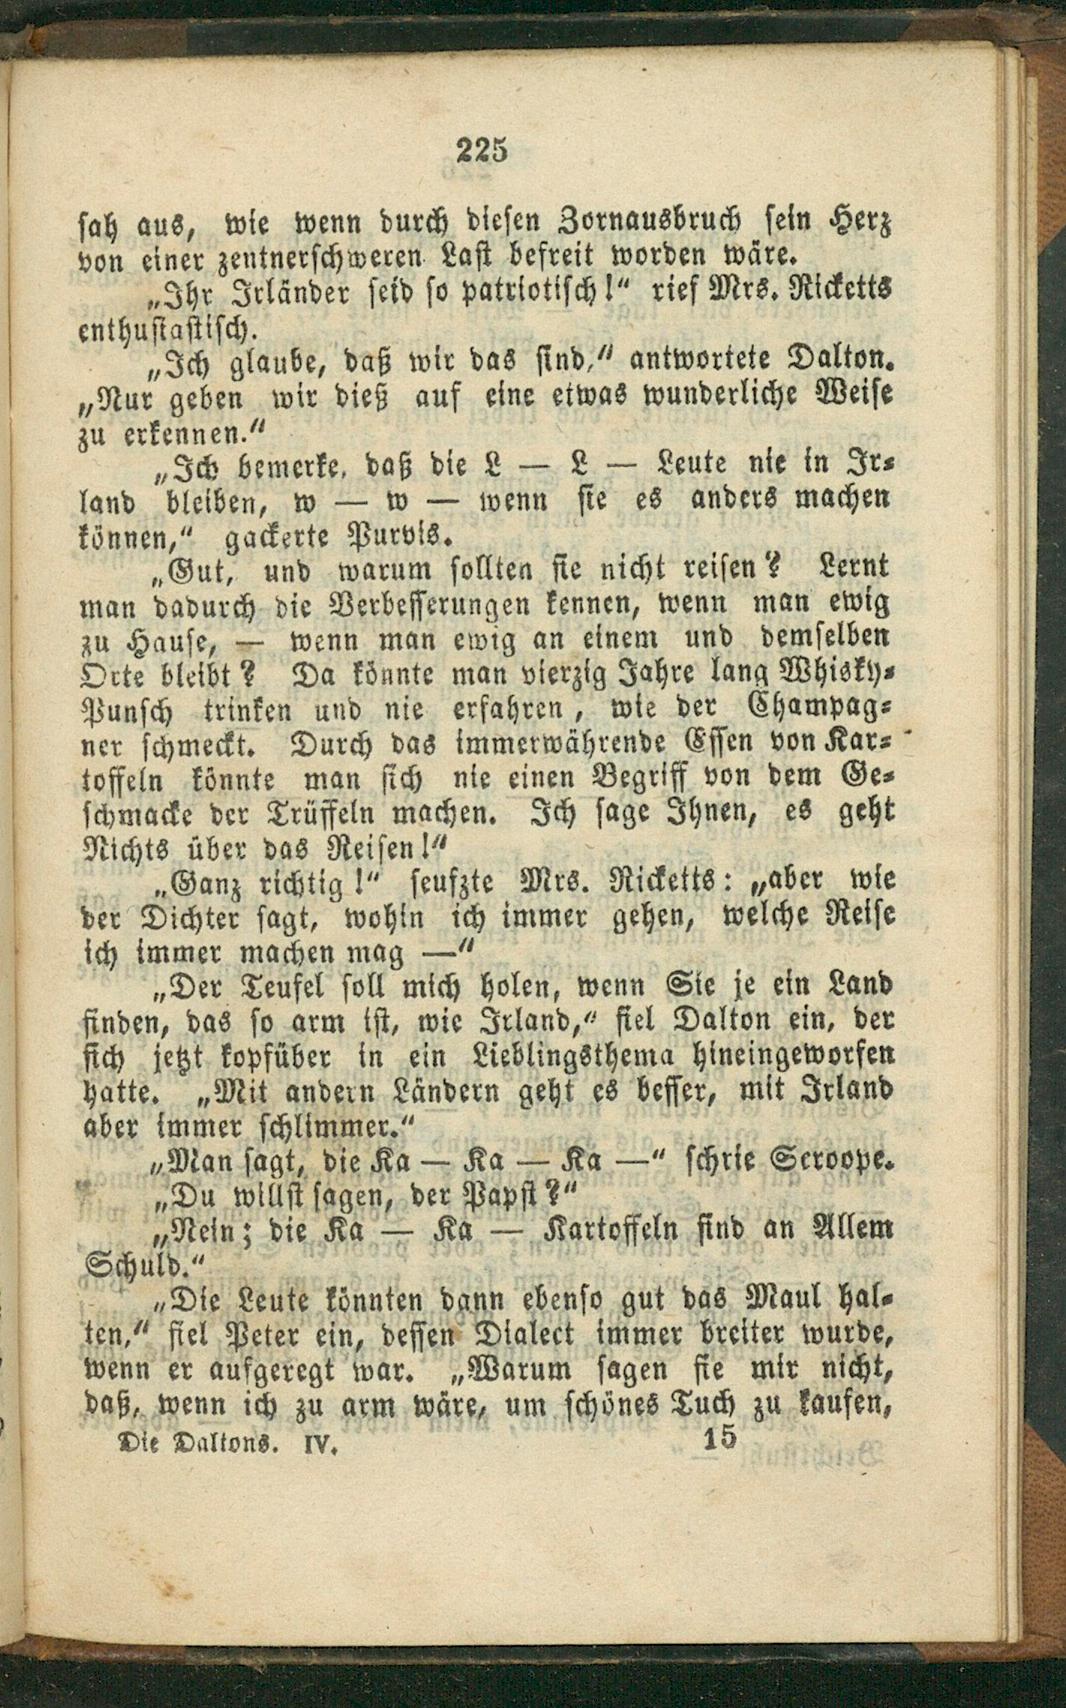 225
sah aus, wie wenn durch diesen Zornausbruch sein Herz
von einer zentnerschweren Last befreit worden wäre.
„Ihr Irländer seid so patriotisch!“ rief Mrs. Ricketts
enthusiastisch.
„Ich glaube, daß wir das sind,“ antwortete Dalton.
„Nur geben wir dieß auf eine etwas wunderliche Weise
zu erkennen.“
„Ich bemerke, daß die L — L — Leute nie in Ir-
land bleiben, w — w — wenn sie es anders machen
können,“ gackerte Purvis.
„Gut, und warum sollten sie nicht reisen? Lernt
man dadurch die Verbesserungen kennen, wenn man ewig
zu Hause, — wenn man ewig an einem und demselben
Orte bleibt? Da könnte man vierzig Jahre lang Whisky-
Punsch trinken und nie erfahren, wie der Champag-
ner schmeckt. Durch das immerwährende Essen von Kar-
toffeln könnte man sich nie einen Begriff von dem Ge-
schmacke der Trüffeln machen. Ich sage Ihnen, es geht
Nichts über das Reisen!“
„Ganz richtig!“ seufzte Mrs. Ricketts: „aber wie
der Dichter sagt, wohin ich immer gehen, welche Reise
ich immer machen mag —“
„Der Teufel soll mich holen, wenn Sie je ein Land
finden, das so arm ist, wie Irland,“ fiel Dalton ein, der
sich jetzt kopfüber in ein Lieblingsthema hineingeworfen
hatte. „Mit andern Ländern geht es besser, mit Irland
aber immer schlimmer.“
„Man sagt, die Ka — Ka — Ka —“ schrie Scroope.
„Du willst sagen, der Papst?“
„Nein; die Ka — Ka — Kartoffeln sind an Allem
Schuld.“
„Die Leute könnten dann ebenso gut das Maul hal-
ten,“ fiel Peter ein, dessen Dialect immer breiter wurde,
wenn er aufgeregt war. „Warum sagen sie mir nicht,
daß, wenn ich zu arm wäre, um schönes Tuch zu kaufen,
Die Daltons. IV. 15